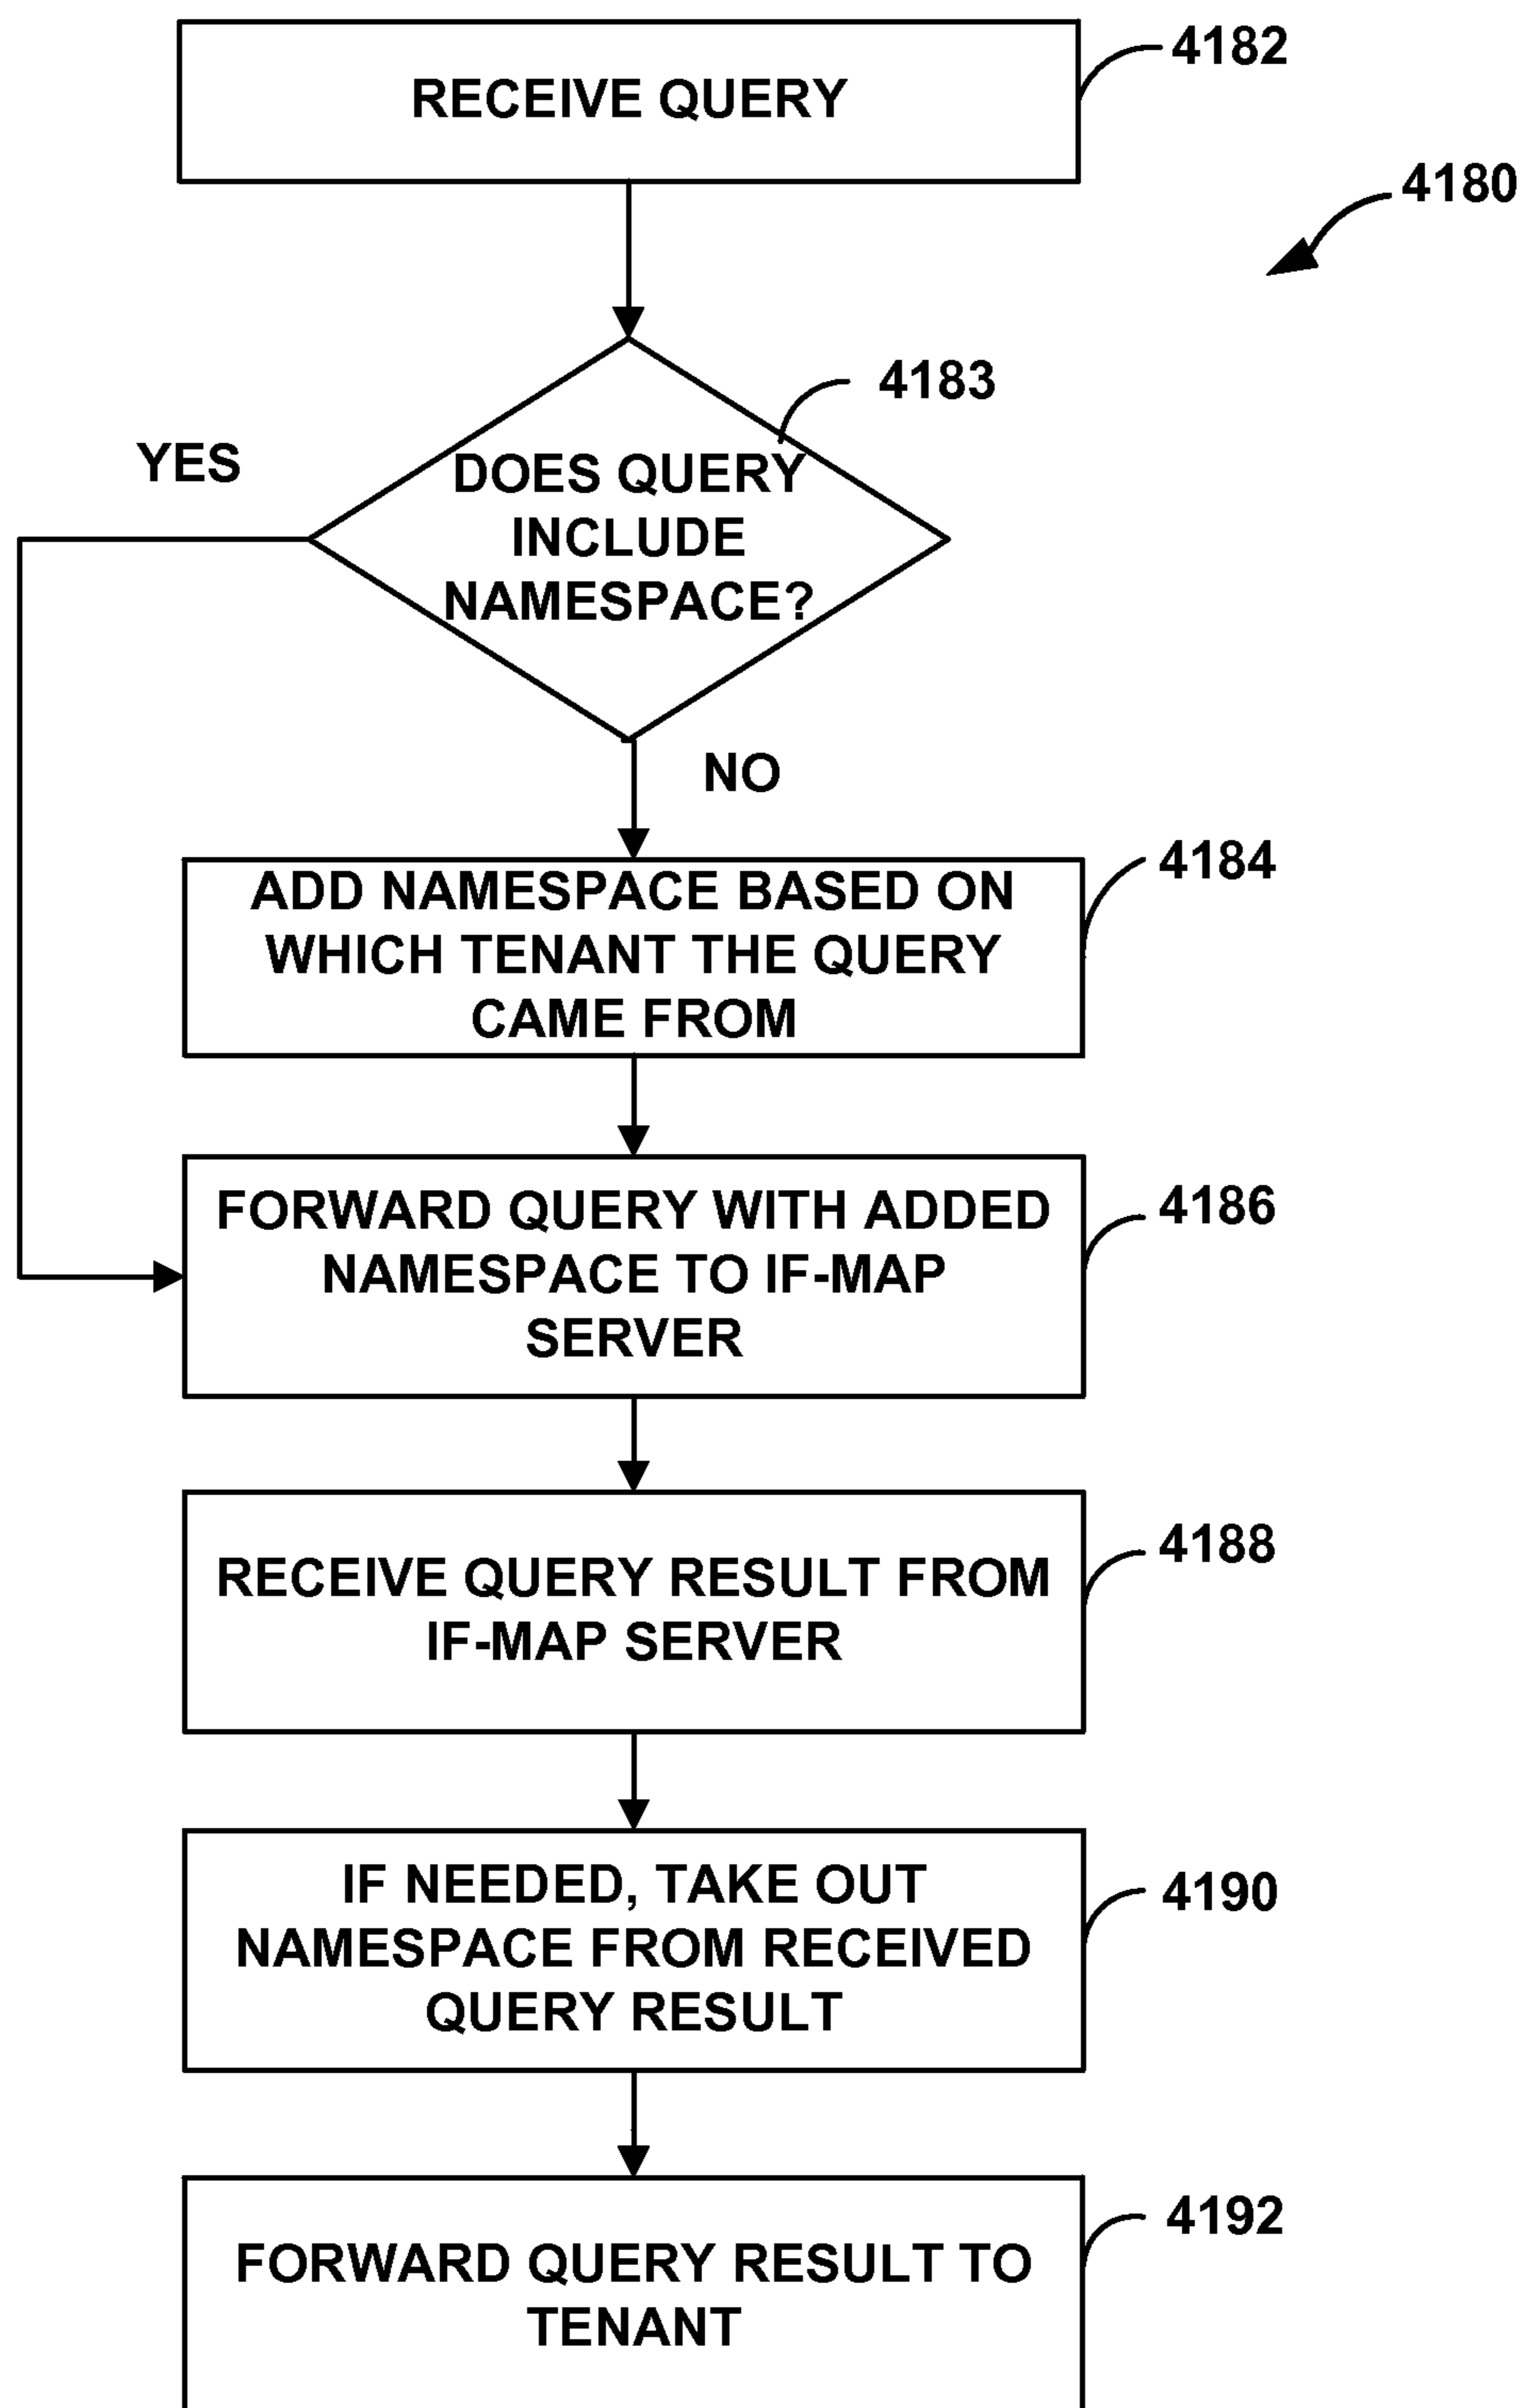 RECEIVE QUERY
4182
4180
4183
YES
DOES QUERY
INCLUDE
NAMESPACE?
NO
ADD NAMESPACE BASED ON
WHICH TENANT THE QUERY
CAME FROM
4184
FORWARD QUERY WITH ADDED
NAMESPACE TO IF-MAP
SERVER
4186
RECEIVE QUERY RESULT FROM
IF-MAP SERVER
4188
IF NEEDED, TAKE OUT
NAMESPACE FROM RECEIVED
QUERY RESULT
4190
FORWARD QUERY RESULT TO
TENANT
4192